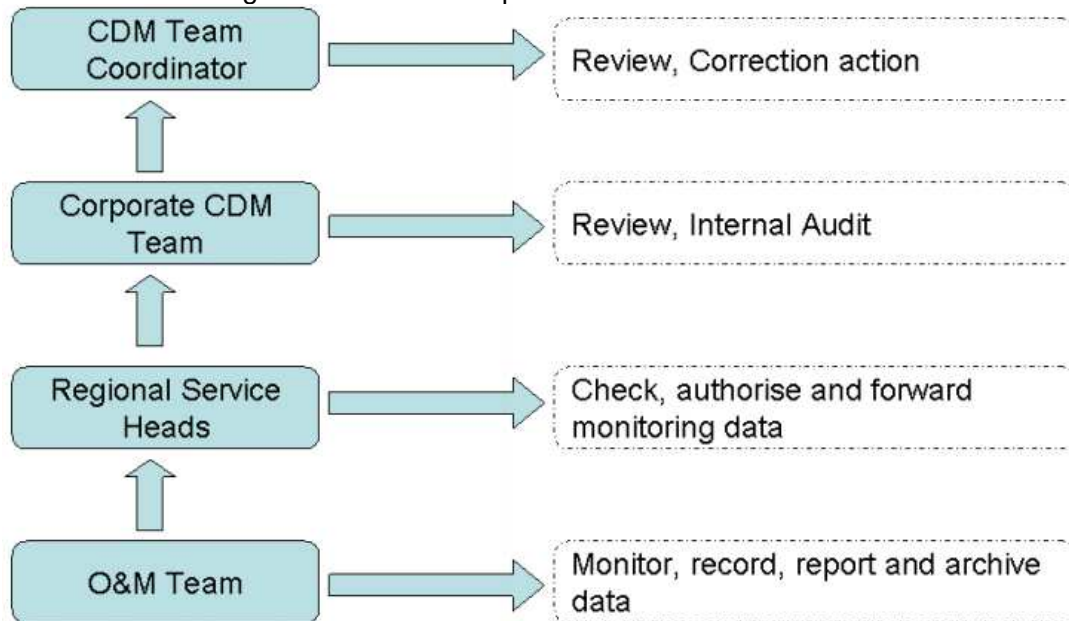 CDM Team
Coordinator
Review, Correction action
Corporate CDM
Team
Review, Internal Audit
Regional Service
Heads
Check, authorise and forward
monitoring data
O&M Team
Monitor, record, report and archive
data